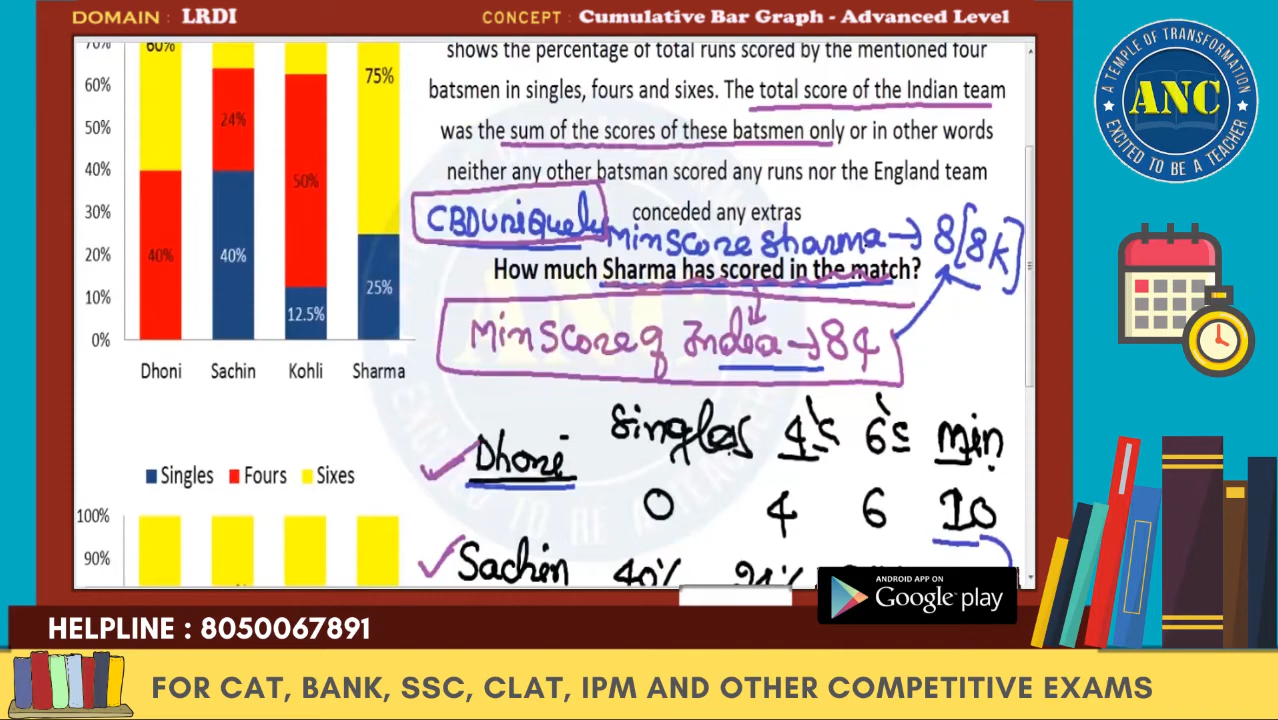 DOMAIN : LRDI
CONCEPT : Cumulative Bar Graph - Advanced Level
A TEMPLE OF TRANSFORMATION
ANC
EXCITED TO BE A TEACHER
70%
60%
50%
40%
30%
20%
10%
0%
60%
40%
24%
40%
50%
12.5%
75%
25%
Dhoni Sachin Kohli Sharma
Singles Fours Sixes
100%
90%
shows the percentage of total runs scored by the mentioned four
batsmen in singles, fours and sixes. The total score of the Indian team
was the sum of the scores of these batsmen only or in other words
neither any other batsman scored any runs nor the England team
conceded any extras
CBDUniquely
Min Score Sharma → 8 [8K]
How much Sharma has scored in the match?
Min Score of India → 84
Singles 4's 6's min
Dhoni
0 4 6 10
Sachin 40%
ANDROID APP ON
Google play
HELPLINE : 8050067891
FOR CAT, BANK, SSC, CLAT, IPM AND OTHER COMPETITIVE EXAMS